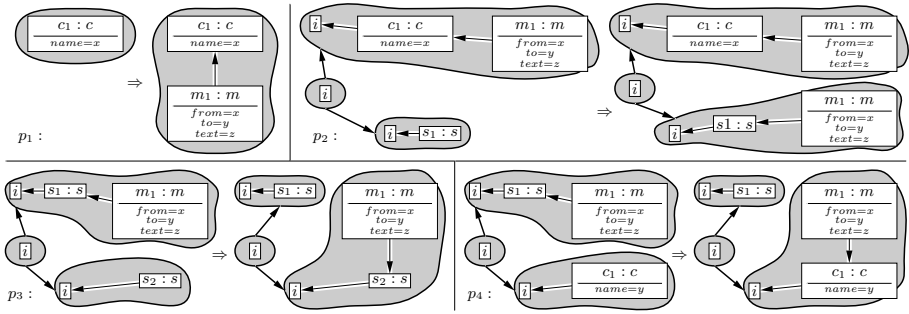 c₁ : c
name=x
⇒
c₁ : c
name=x
m₁ : m
from=x
to=y
text=z
p₁ :
i
c₁ : c
name=x
m₁ : m
from=x
to=y
text=z
i
i
s₁ : s
p₂ :
⇒
i
c₁ : c
name=x
m₁ : m
from=x
to=y
text=z
i
i
s1 : s
m₁ : m
from=x
to=y
text=z
i
s₁ : s
m₁ : m
from=x
to=y
text=z
i
i
s₂ : s
p₃ :
⇒
i
s₁ : s
m₁ : m
from=x
to=y
text=z
i
i
s₂ : s
i
s₁ : s
m₁ : m
from=x
to=y
text=z
i
i
c₁ : c
name=y
p₄ :
⇒
i
s₁ : s
m₁ : m
from=x
to=y
text=z
i
i
c₁ : c
name=y